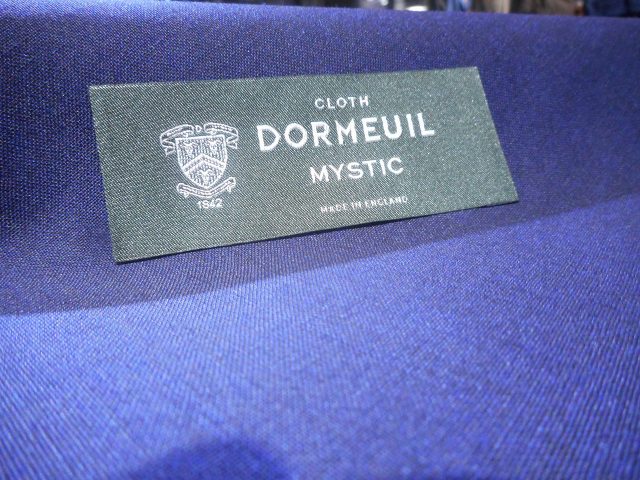 CLOTH
DORMEUIL
MYSTIC
MADE IN ENGLAND
D
1842